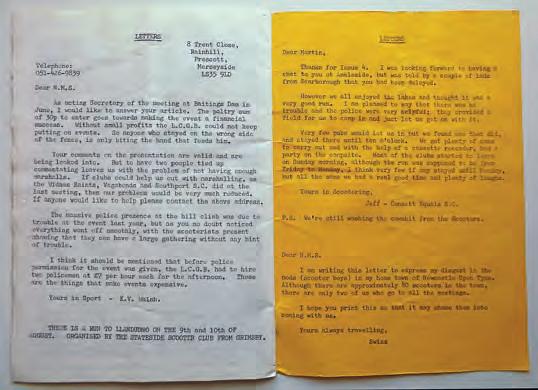 LETTERS
8 Trent Close,
Rainhill,
Prescott,
Merseyside
L35 9LD
Telephone:
051-426-9839
Dear N.M.S.
As acting Secretary of the meeting at Baitings Dam in
June, I would like to answer your article. The paltry sum
of 30p to enter goes towards making the event a financial
success. Without small profits the L.C.G.B. could not keep
putting on events. So anyone who stayed on the wrong side
of the fence, is only biting the hand that feeds him.
Your comments on the presentation are valid and are
being looked into. But to have two people tied up
commentating leaves us with the problem of not having enough
marshalls. If clubs could help us out with marshalling, as
the Widnes Saints, Vagabonds and Southport S.C. did at the
last meeting, then our problems would be very much reduced.
If anyone would like to help please contact the above address.
The massive police presence at the hill climb was due to
trouble at the event last year, but as you no doubt noticed
everything went off smoothly, with the scooterists present
showing that they can have a large gathering without any hint
of trouble.
I think it should be mentioned that before police
permission for the event was given, the L.C.G.B. had to hire
two policemen at £7 per hour each for the afternoon. These
are the things that make events expensive.
Yours in Sport - K.V. Walsh.
THERE IS A RUN TO LLANDUDNO ON THE 9th and 10th OF
AUGUST. ORGANISED BY THE STATESIDE SCOOTER CLUB FROM GRIMSBY.
LETTERS
Dear Martin,
Thanks for Issue 4. I was looking forward to having a
chat to you at Ambleside, but was told by a couple of lads
from Scarborough that you had been delayed.
However we all enjoyed the Lakes and thought it was a
very good run. I am pleased to say that there was no
trouble and the police were very helpful; they provided a
field for us to camp in and just let us get on with it.
Very few pubs would let us in but we found one that did,
and stayed there until ten o'clock. We got plenty of cans
to carry out and with the help of a cassette recorder, had a
party on the campsite. Most of the clubs started to leave
on Sunday morning, although the run was supposed to be from
Friday to Monday, I think very few if any stayed until Monday,
but all the same we had a real good time and plenty of laughs.
Yours in Scootering,
Jeff - Consett Equals S.C.
P.S. We're still washing the cowshit from the Scooters.
Dear N.M.S.
I am writing this letter to express my disgust in the
mods (scooter boys) in my home town of Newcastle Upon Tyne.
Although there are approximately 80 scooters in the town,
there are only two of us who go to all the meetings.
I hope you print this so that it may shame them into
coming with us.
Yours always travelling,